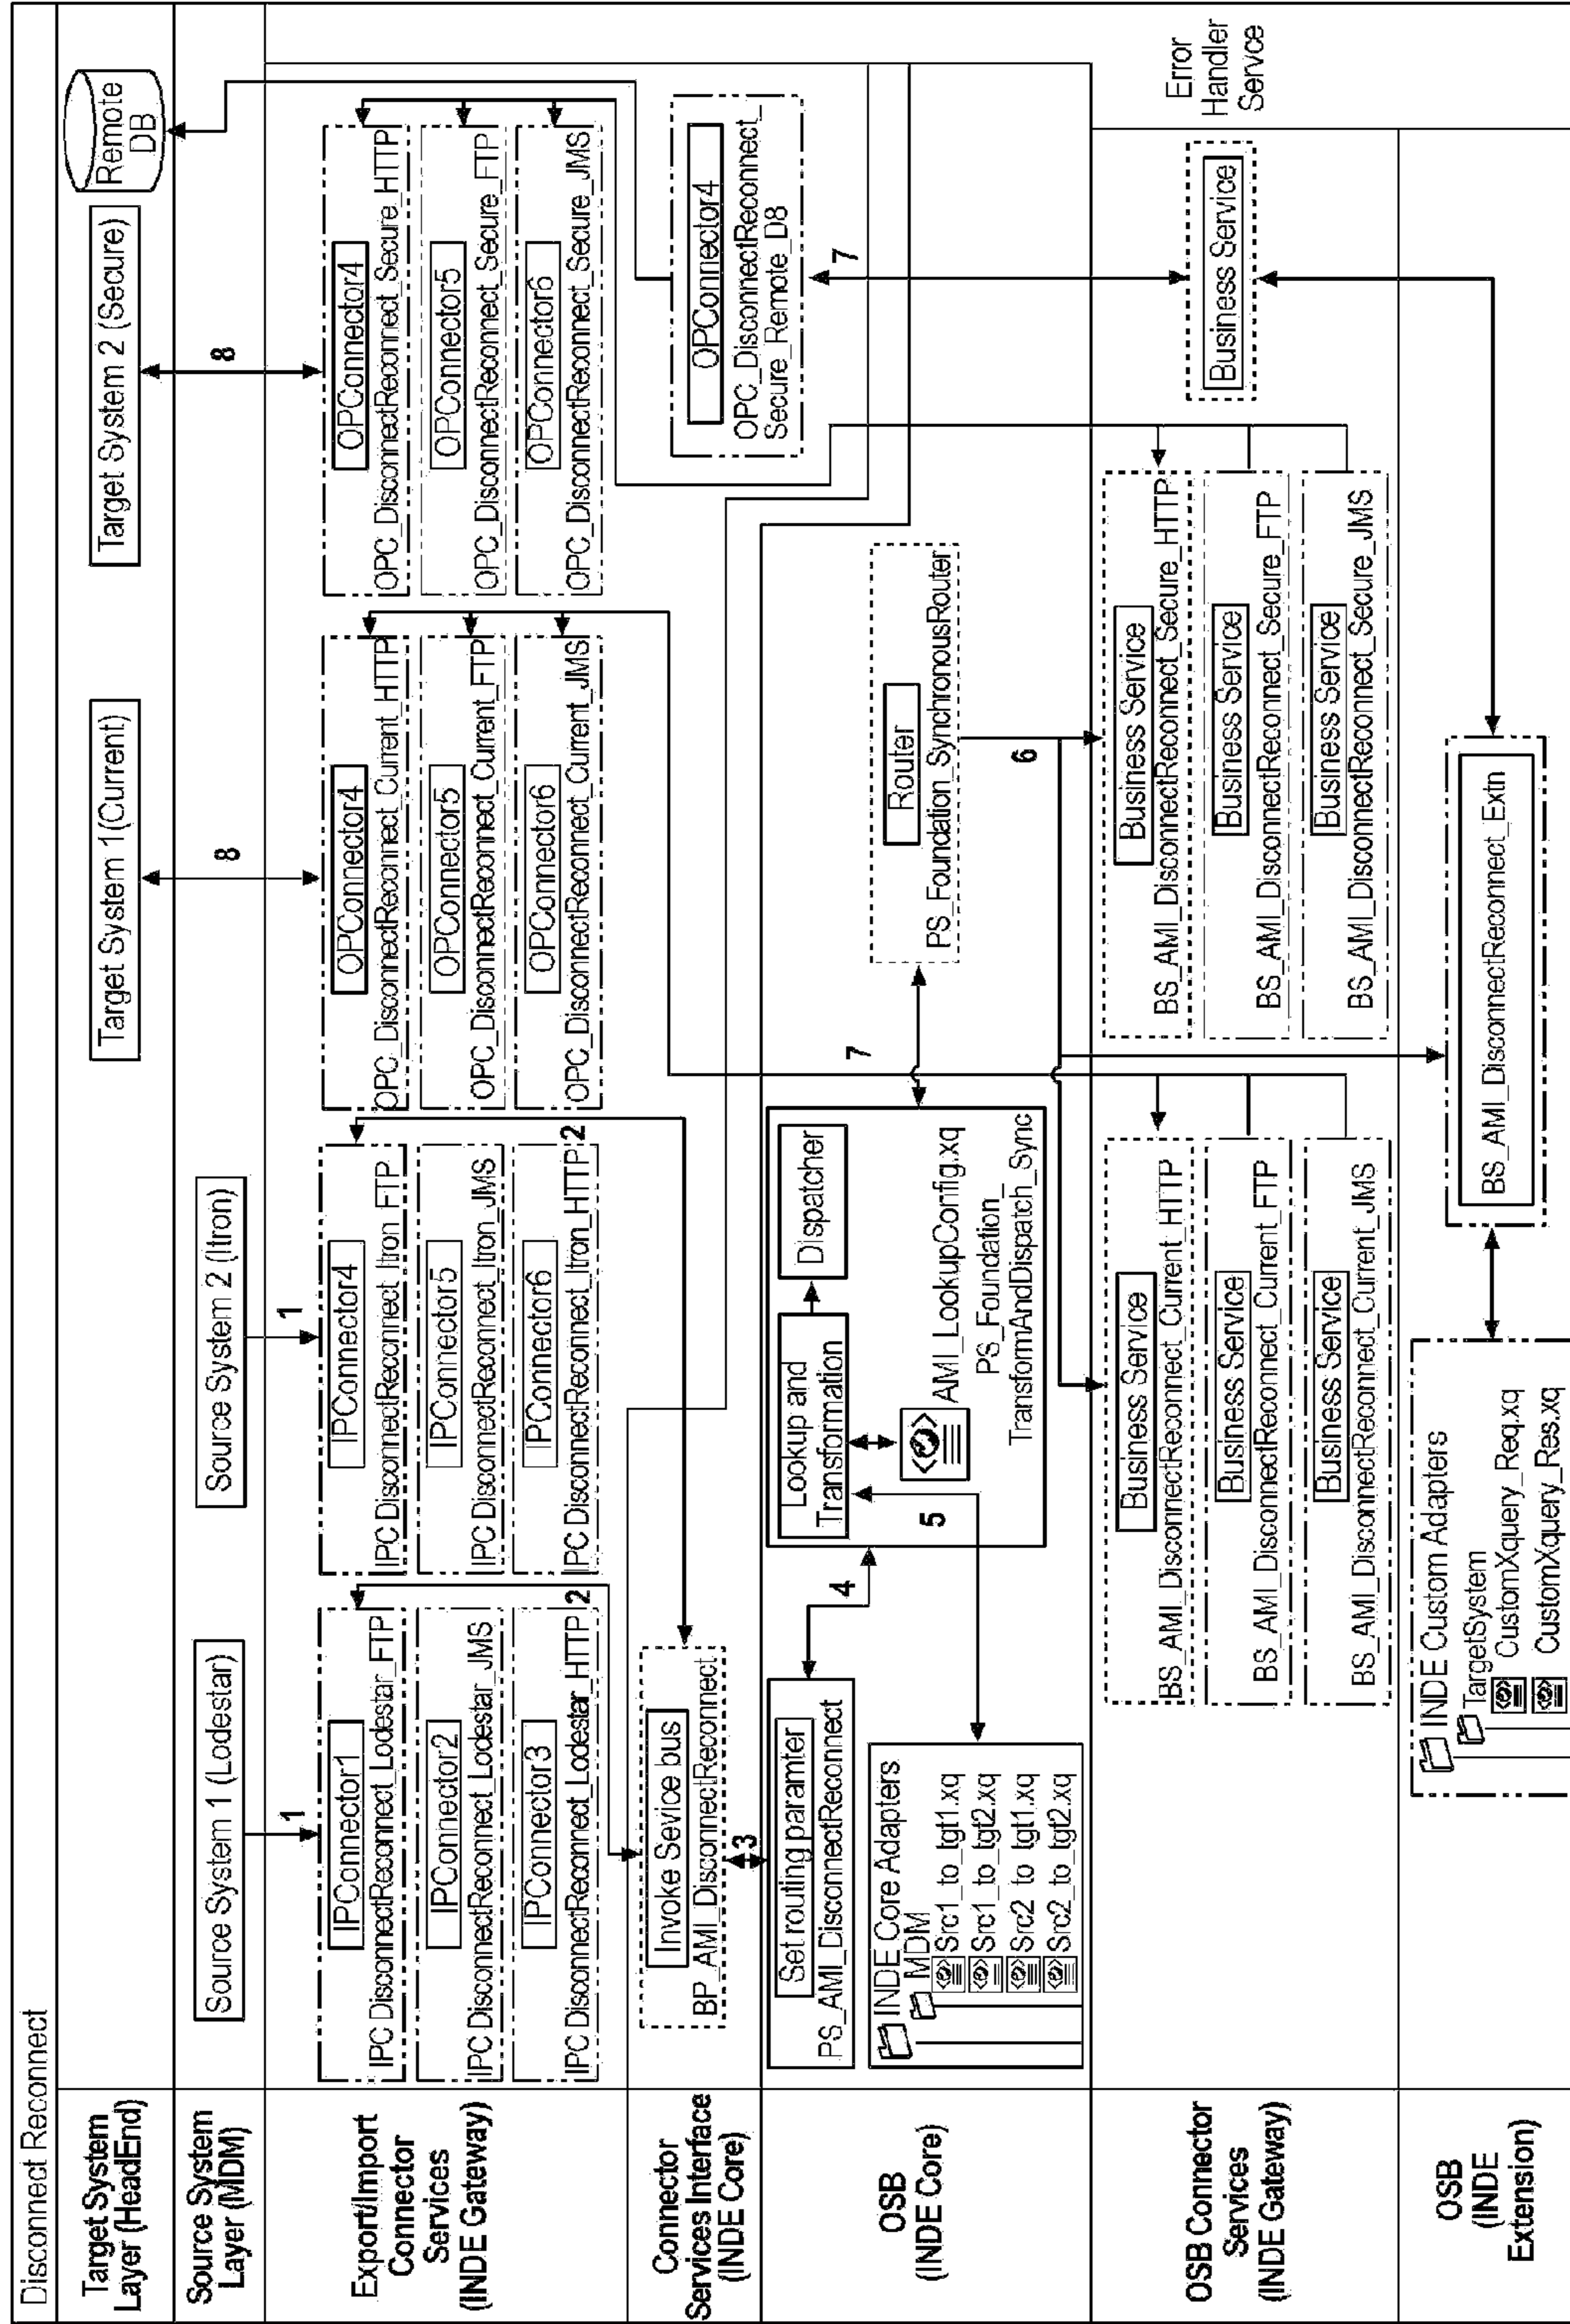 Disconnect Reconnect
Target System
Layer (HeadEnd)
Target System 1(Current)
Target System 2 (Secure)
Remote
DB
Source System
Layer (MDM)
Source System 1 (Lodestar)
Source System 2 (Itron)
1
1
8
8
Export/Import
Connector
Services
(INDE Gateway)
IPConnector1
IPC DisconnectReconnect_Lodestar_FTP
IPConnector2
IPC DisconnectReconnect_Lodestar_JMS
IPConnector3
IPC DisconnectReconnect_Lodestar_HTTP
2
IPConnector4
IPC DisconnectReconnect_Itron_FTP
IPConnector5
IPC DisconnectReconnect_Itron_JMS
IPConnector6
IPC DisconnectReconnect_Itron_HTTP
2
OPConnector4
OPC_DisconnectReconnect_Current_HTTP
OPConnector5
OPC_DisconnectReconnect_Current_FTP
OPConnector6
OPC_DisconnectReconnect_Current_JMS
OPConnector4
OPC_DisconnectReconnect_Secure_HTTP
OPConnector5
OPC_DisconnectReconnect_Secure_FTP
OPConnector6
OPC_DisconnectReconnect_Secure_JMS
Connector
Services Interface
(INDE Core)
Invoke Sevice bus
BP_AMI_DisconnectReconnect
3
OPConnector4
OPC_DisconnectReconnect_
Secure_Remote_D8
7
OSB
(INDE Core)
Set routing paramter
PS_AMI_DisconnectReconnect
4
INDE Core Adapters
MDM
Src1_to_tgt1.xq
Src1_to_tgt2.xq
Src2_to_tgt1.xq
Src2_to_tgt2.xq
5
Lookup and
Transformation
Dispatcher
AMI_LookupConfig.xq
PS_Foundation_
TransformAndDispatch_Sync
7
Router
PS_Foundation_SynchronousRouter
6
OSB Connector
Services
(INDE Gateway)
Business Service
BS_AMI_DisconnectReconnect_Current_HTTP
Business Service
BS_AMI_DisconnectReconnect_Current_FTP
Business Service
BS_AMI_DisconnectReconnect_Current_JMS
Business Service
BS_AMI_DisconnectReconnect_Secure_HTTP
Business Service
BS_AMI_DisconnectReconnect_Secure_FTP
Business Service
BS_AMI_DisconnectReconnect_Secure_JMS
Business Service
Error
Handler
Servce
OSB
(INDE
Extension)
INDE Custom Adapters
TargetSystem
CustomXquery_Req.xq
CustomXquery_Res.xq
BS_AMI_DisconnectReconnect_Extn